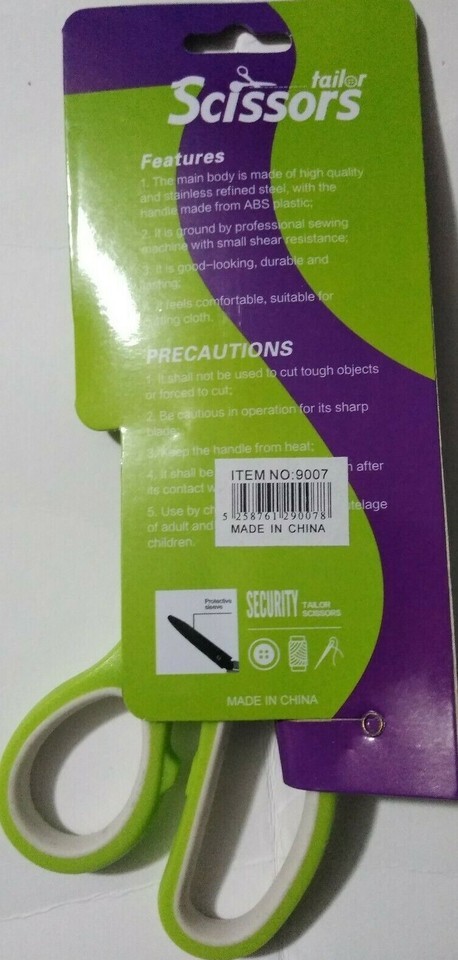 tailor
Scissors
Features
1. The main body is made of high quality
and stainless refined steel, with the
handle made from ABS plastic;
2. It is ground by professional sewing
machine with small shear resistance;
3. It is good-looking, durable and
lasting;
4. It feels comfortable, suitable for
cloth.
PRECAUTIONS
1. It shall not be used to cut tough objects
or forced to cut;
2. Be cautious in operation for its sharp
blade;
3. Keep the handle from heat;
4. It shall be after
its contact
5. Use by
of adult and
children.
ITEM NO:9007
5 258761 290078
MADE IN CHINA
Protective
sleeve
SECURITY TAILOR
SCISSORS
MADE IN CHINA